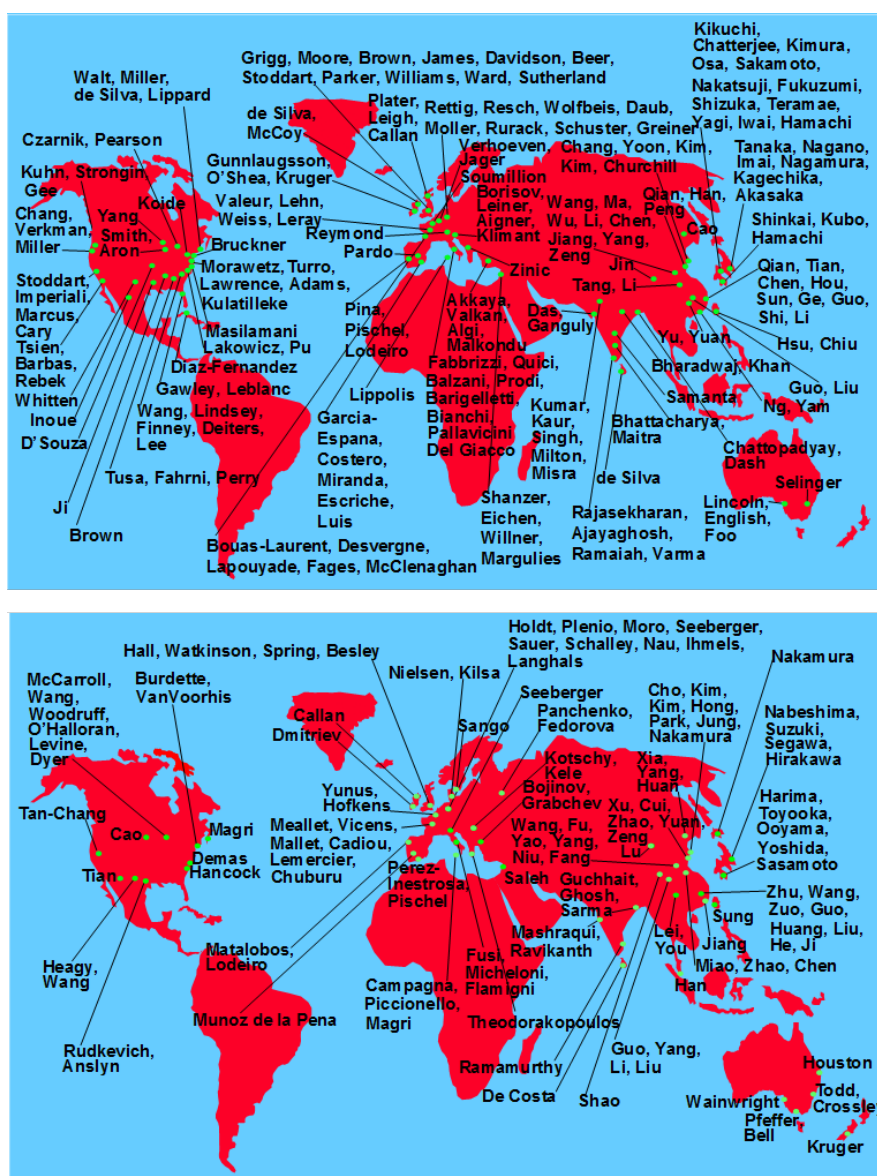 Kikuchi,
Chatterjee, Kimura,
Osa, Sakamoto,
Grigg, Moore, Brown, James, Davidson, Beer,
Stoddart, Parker, Williams, Ward, Sutherland
Walt, Miller,
de Silva, Lippard
Nakatsuji, Fukuzumi,
Shizuka, Teramae,
Yagi, Iwai, Hamachi
de Silva,
McCoy
Plater,
Leigh,
Callan
Rettig, Resch, Wolfbeis, Daub,
Moller, Rurack, Schuster, Greiner
Czarnik, Pearson
Verhoeven,
Jager
Soumillion
Chang, Yoon, Kim,
Kim, Churchill
Tanaka, Nagano,
Imai, Nagamura,
Kagechika,
Akasaka
Gunnlaugsson,
O'Shea, Kruger
Kuhn, Strongin,
Gee
Koide
Valeur, Lehn,
Weiss, Leray
Borisov,
Leiner,
Aigner,
Klimant
Wang, Ma,
Wu, Li, Chen,
Jiang, Yang,
Zeng
Qian, Han,
Peng
Cao
Chang,
Verkman,
Miller
Yang
Smith,
Aron
Shinkai, Kubo,
Hamachi
Bruckner
Reymond
Pardo
Zinic
Jin
Tang, Li
Qian, Tian,
Chen, Hou,
Sun, Ge, Guo,
Shi, Li
Morawetz, Turro,
Lawrence, Adams,
Kulatilleke
Stoddart,
Imperiali,
Marcus,
Cary
Tsien,
Barbas,
Rebek
Pina,
Pischel,
Lodeiro
Akkaya,
Valkan,
Algi,
Malkondu
Das,
Ganguly
Masilamani
Lakowicz, Pu
Yu, Yuan
Hsu, Chiu
Diaz-Fernandez
Fabbrizzi, Quici,
Balzani, Prodi,
Barigelletti,
Bianchi,
Pallavicini
Del Giacco
Bharadwaj, Khan
Lippolis
Guo, Liu
Gawley, Leblanc
Whitten
Samanta
Ng, Yam
Inoue
Wang, Lindsey,
Finney, Deiters,
Lee
Garcia-
Espana,
Costero,
Miranda,
Escriche,
Luis
Kumar,
Kaur,
Singh,
Milton,
Misra
Bhattacharya,
Maitra
D'Souza
Chattopadyay,
Dash
Tusa, Fahrni, Perry
de Silva
Selinger
Ji
Shanzer,
Eichen,
Willner,
Margulies
Lincoln,
English,
Foo
Brown
Rajasekharan,
Ajayaghosh,
Ramaiah, Varma
Bouas-Laurent, Desvergne,
Lapouyade, Fages, McClenaghan
Holdt, Plenio, Moro, Seeberger,
Sauer, Schalley, Nau, Ihmels,
Langhals
Hall, Watkinson, Spring, Besley
Nakamura
McCarroll,
Wang,
Woodruff,
O'Halloran,
Levine,
Dyer
Burdette,
VanVoorhis
Nielsen, Kilsa
Seeberger
Panchenko,
Fedorova
Cho, Kim,
Kim, Hong,
Park, Jung,
Nakamura
Callan
Dmitriev
Sango
Nabeshima,
Suzuki,
Segawa,
Hirakawa
Kotschy,
Kele
Xia,
Yang,
Huan
Yunus,
Hofkens
Bojinov,
Grabchev
Harima,
Toyooka,
Ooyama,
Yoshida,
Sasamoto
Tan-Chang
Xu, Cui,
Zhao, Yuan,
Zeng
Lu
Meallet, Vicens,
Mallet, Cadiou,
Lemercier,
Chuburu
Wang, Fu,
Yao, Yang,
Niu, Fang
Cao
Magri
Demas
Hancock
Perez-
Inestrosa,
Pischel
Tian
Saleh
Guchhait,
Ghosh,
Sarma
Zhu, Wang,
Zuo, Guo,
Huang, Liu,
He, Ji
Sung
Mashraqui,
Ravikanth
Lei,
You
Jiang
Matalobos,
Lodeiro
Fusi,
Micheloni,
Flamigni
Miao, Zhao, Chen
Heagy,
Wang
Han
Campagna,
Piccionello,
Magri
Munoz de la Pena
Theodorakopoulos
Rudkevich,
Anslyn
Guo, Yang,
Li, Liu
Ramamurthy
Houston
De Costa
Shao
Todd,
Crossley
Wainwright
Pfeffer,
Bell
Kruger